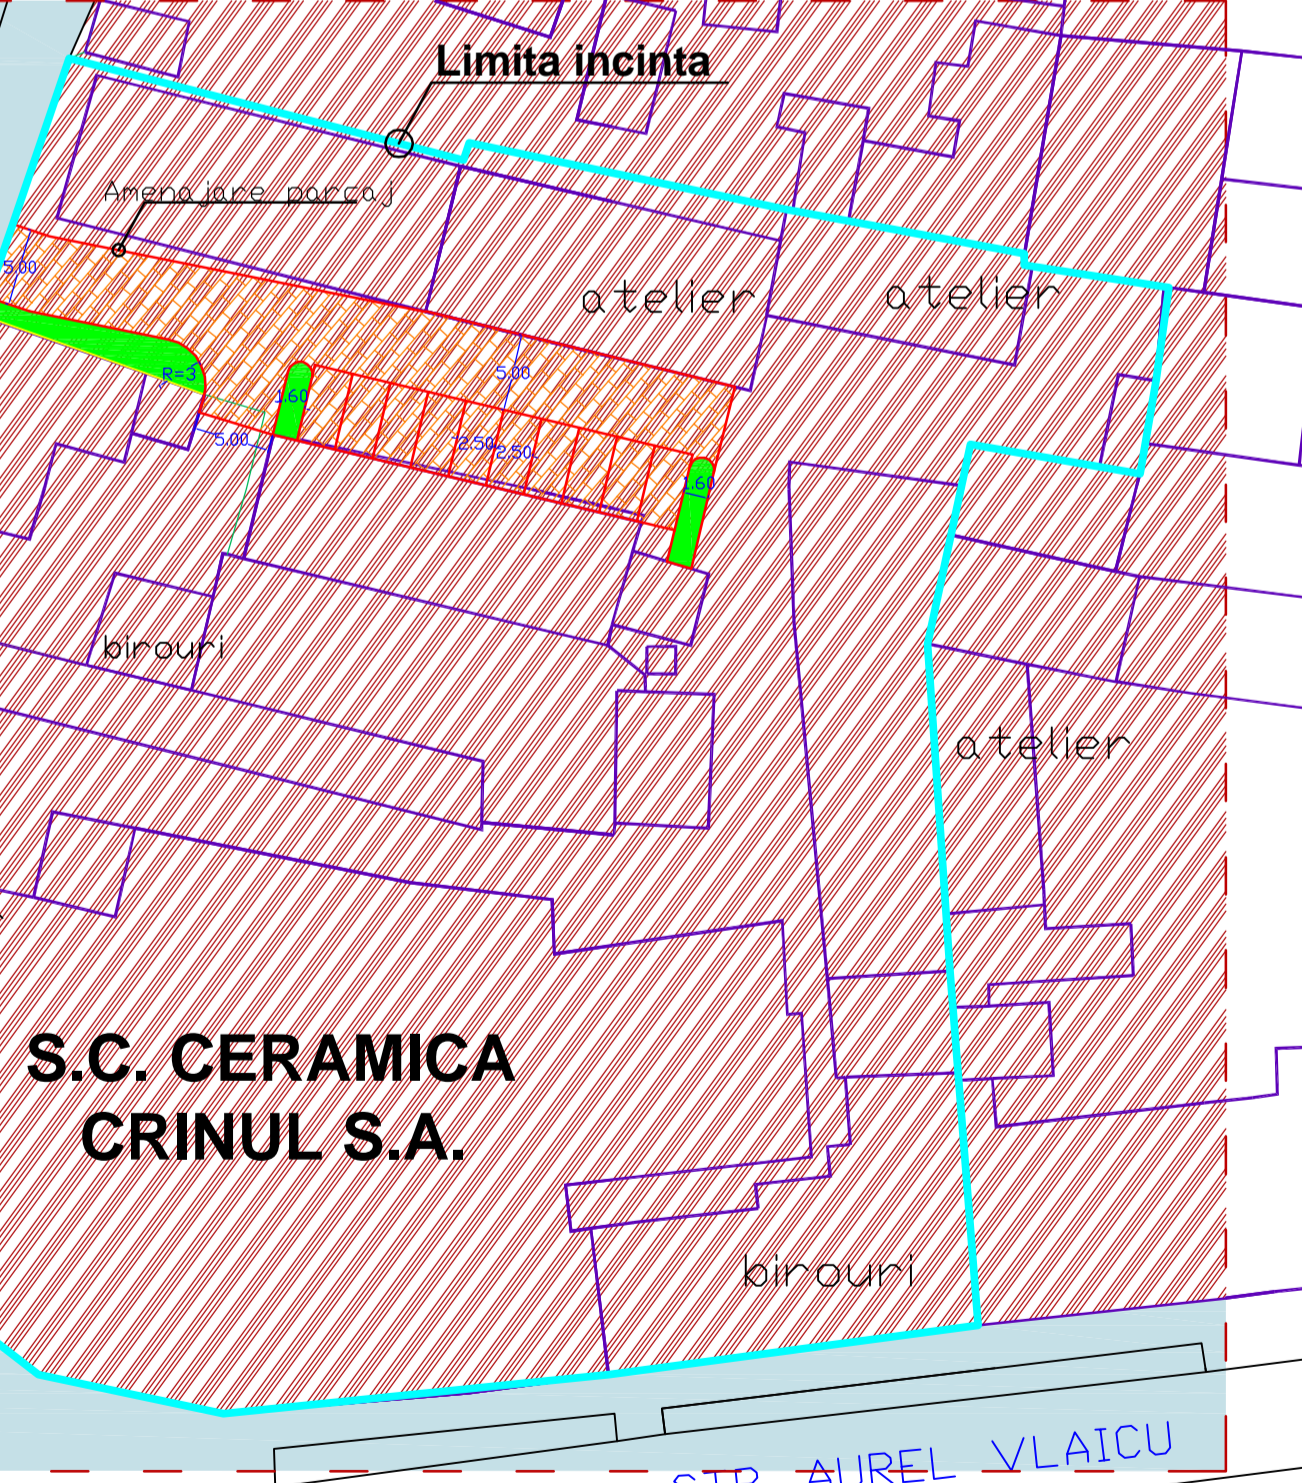 Limita incinta
Amenajare parcaj
5.00
atelier
atelier
R=3
1.60
5.00
5.00
2.50
2.50
1.60
birouri
atelier
S.C. CERAMICA
CRINUL S.A.
birouri
STR. AUREL VLAICU